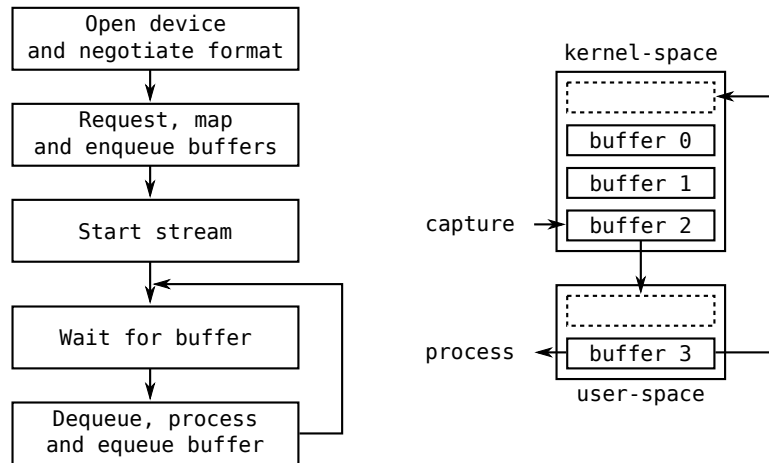 Open device
and negotiate format
Request, map
and enqueue buffers
Start stream
Wait for buffer
Dequeue, process
and equeue buffer
kernel-space
buffer 0
buffer 1
capture
buffer 2
process
buffer 3
user-space